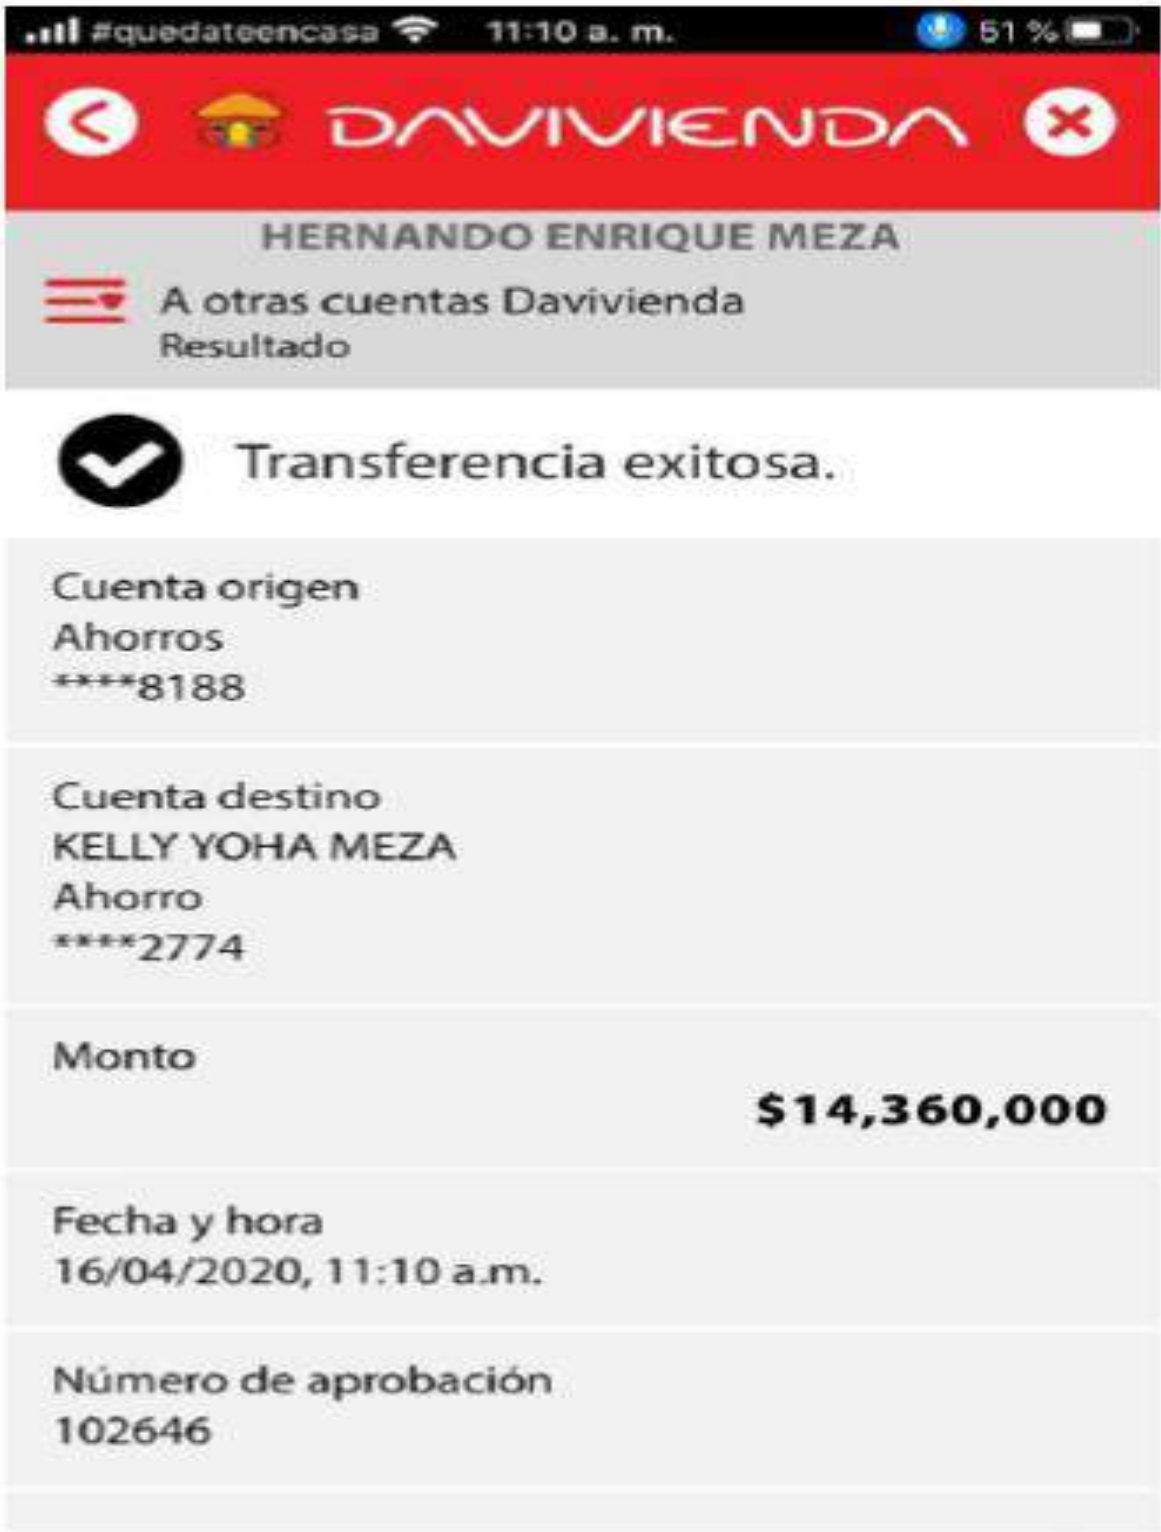 #quedateencasa 11:10 a. m. 51 %
DAVIVIENDA
HERNANDO ENRIQUE MEZA
A otras cuentas Davivienda
Resultado
Transferencia exitosa.
Cuenta origen
Ahorros
****8188
Cuenta destino
KELLY YOHA MEZA
Ahorro
****2774
Monto
$14,360,000
Fecha y hora
16/04/2020, 11:10 a.m.
Número de aprobación
102646